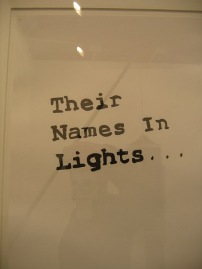 Their
Names In
Lights...